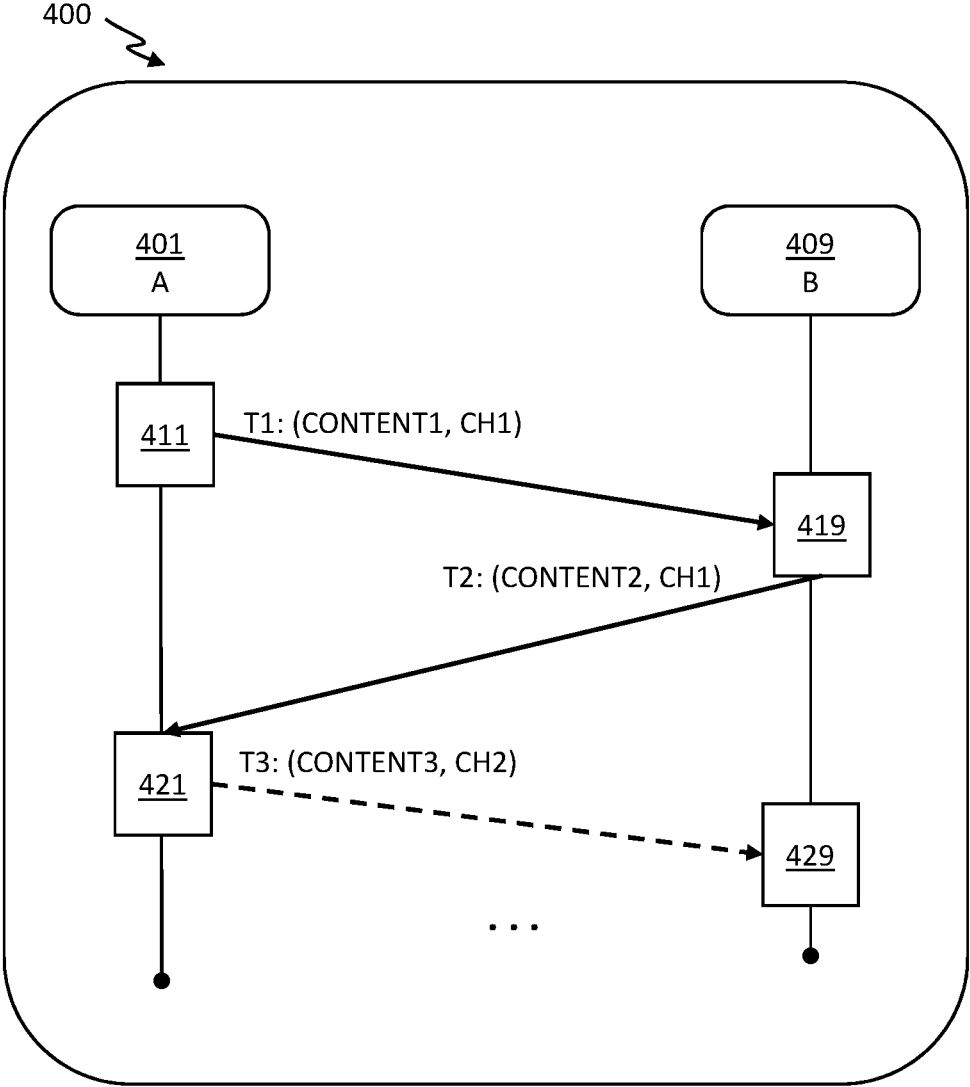 400
401
A
409
B
411
T1: (CONTENT1, CH1)
419
T2: (CONTENT2, CH1)
421
T3: (CONTENT3, CH2)
429
...